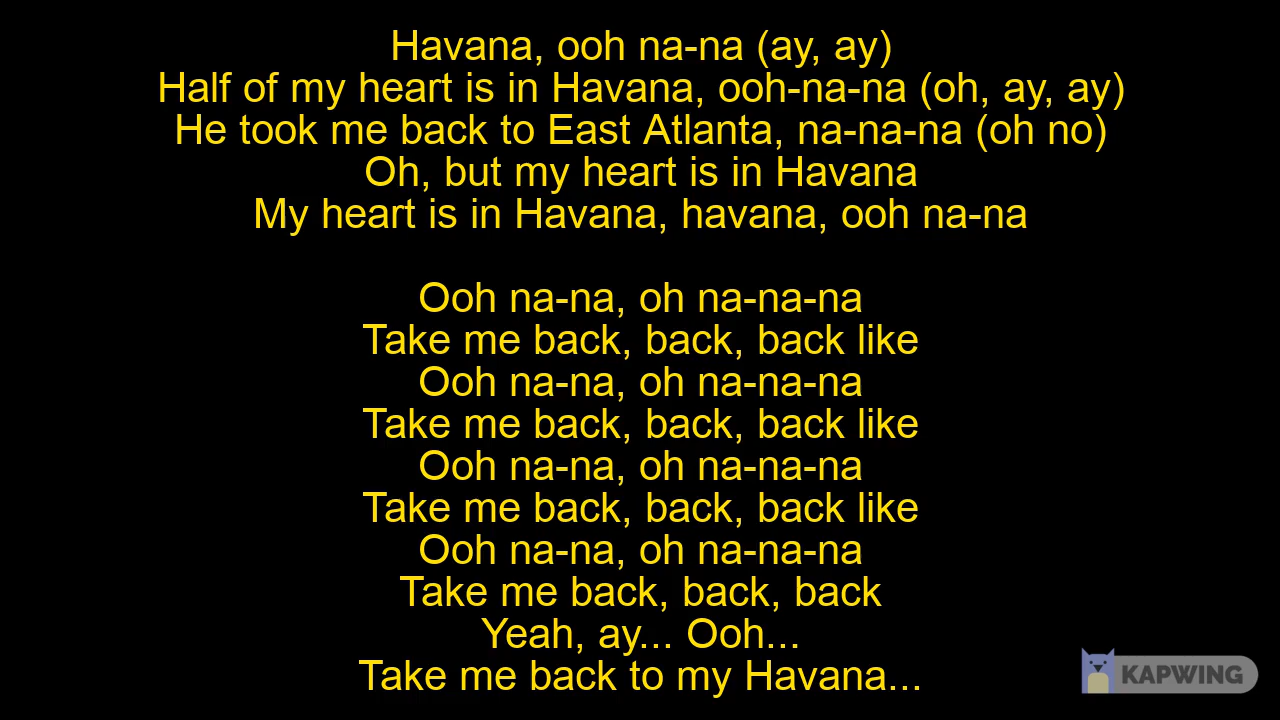 Havana, ooh na-na (ay, ay)
Half of my heart is in Havana, ooh-na-na (oh, ay, ay)
He took me back to East Atlanta, na-na-na (oh no)
Oh, but my heart is in Havana
My heart is in Havana, havana, ooh na-na

Ooh na-na, oh na-na-na
Take me back, back, back like
Ooh na-na, oh na-na-na
Take me back, back, back like
Ooh na-na, oh na-na-na
Take me back, back, back like
Ooh na-na, oh na-na-na
Take me back, back, back
Yeah, ay... Ooh...
Take me back to my Havana...
KAPWING